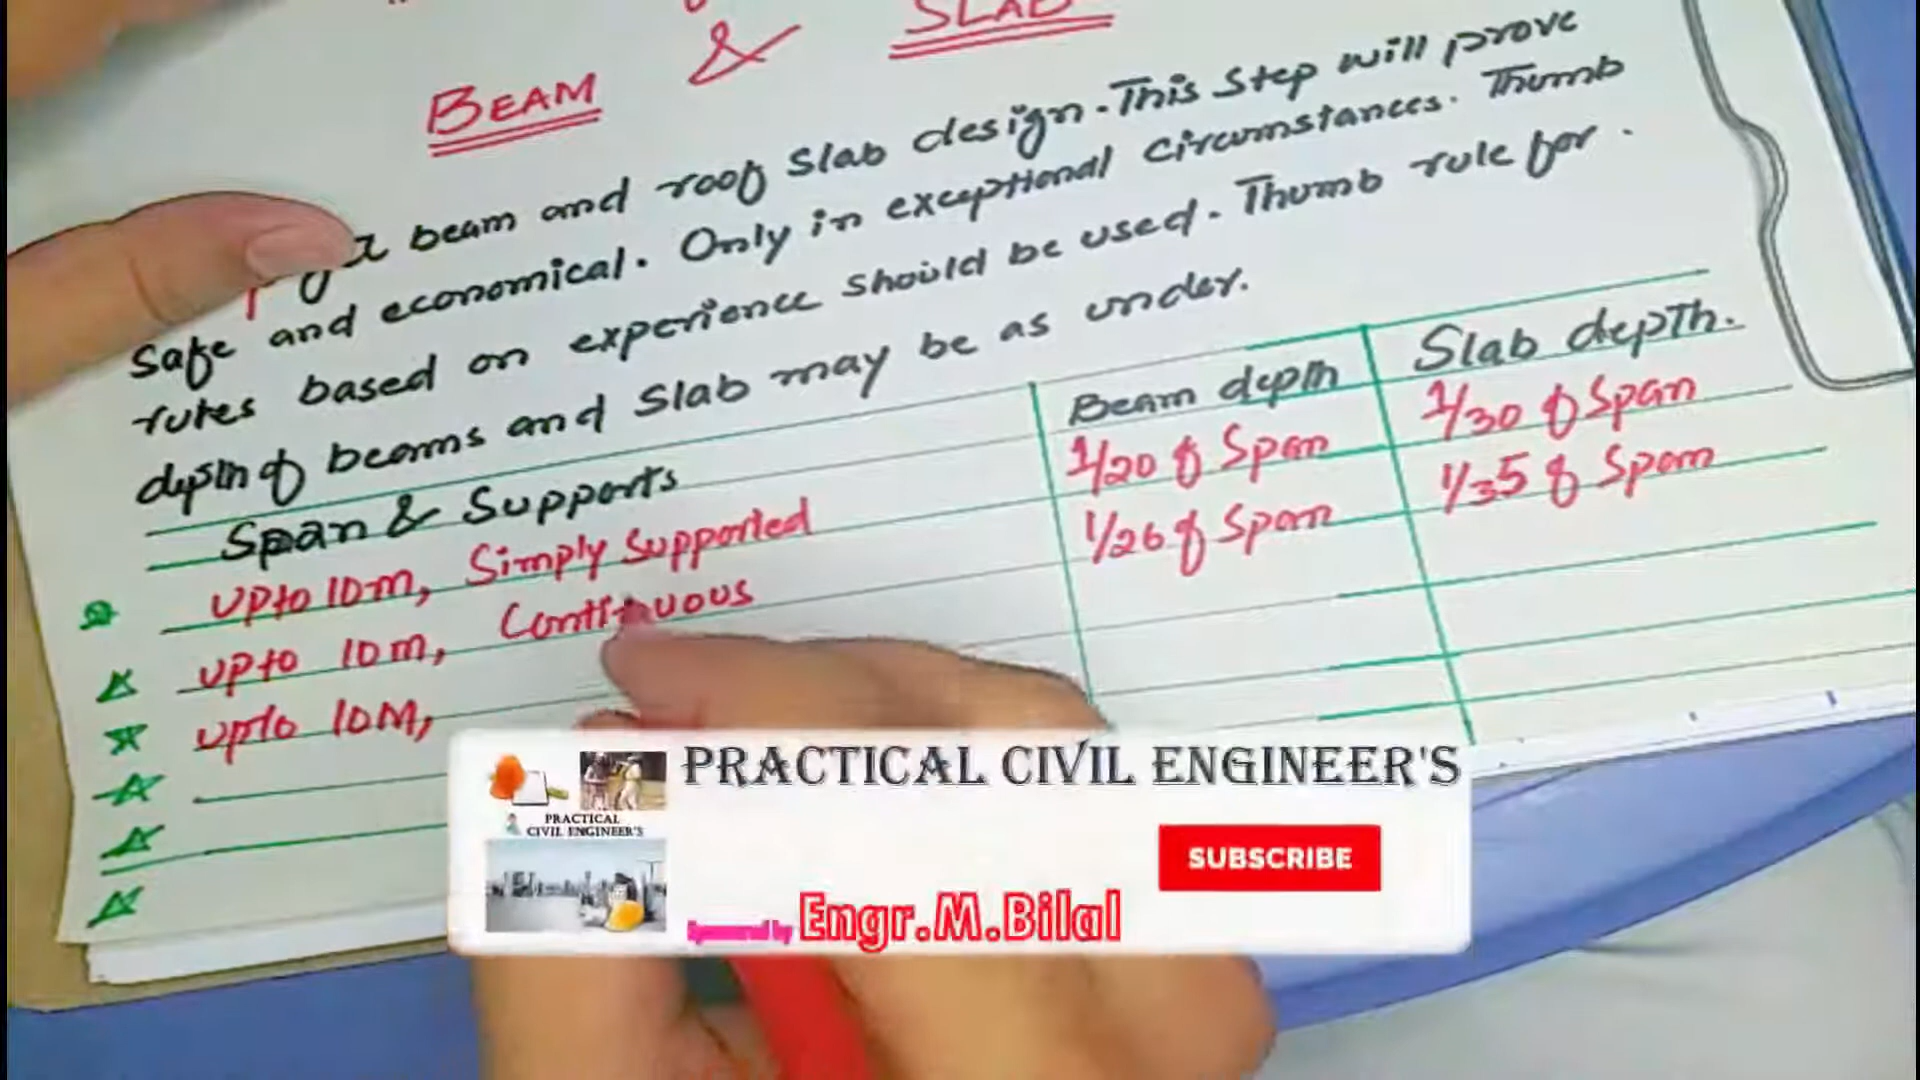 BEAM & SLAB
beam and roof Slab design. This Step will prove
Safe and economical. Only in exceptional circumstances. Thumb
rules based on experience should be used. Thumb rule for.
depth of beams and Slab may be as under.
Span & Supports Beam depth Slab depth.
upto 10m, Simply Supported 1/20 of Span 1/30 of Span
upto 10m, Continuous 1/26 of Span 1/35 of Span
upto 10M,
PRACTICAL CIVIL ENGINEER'S
PRACTICAL
CIVIL ENGINEER'S
SUBSCRIBE
Sponsored by Engr.M.Bilal